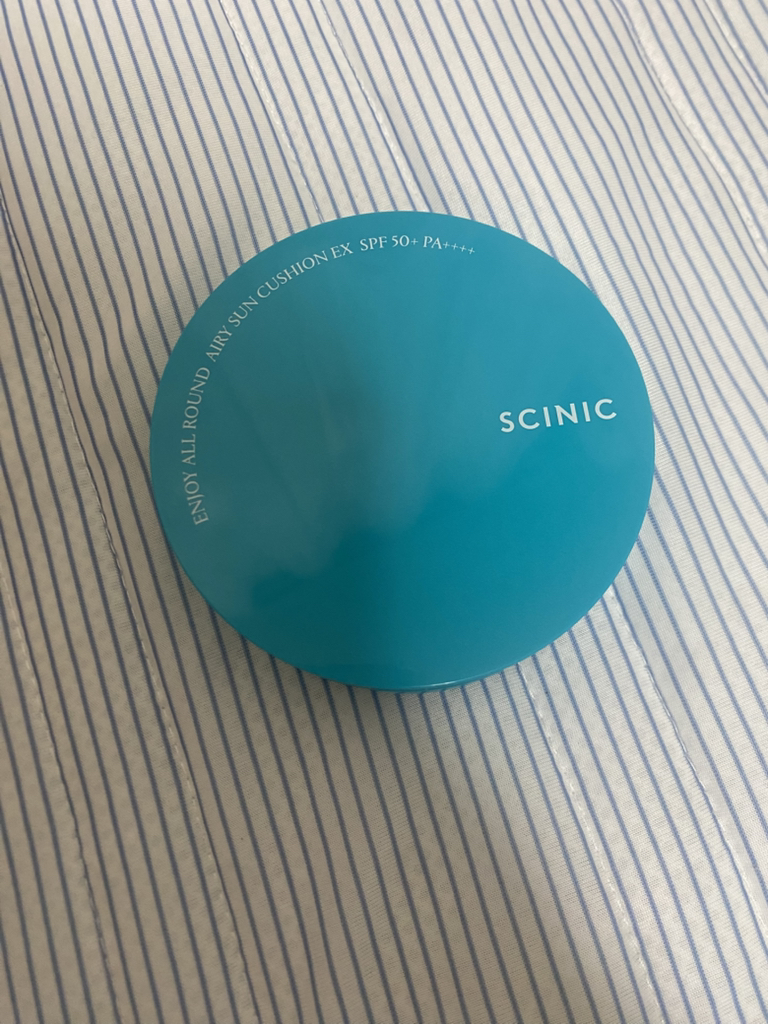 ENJOY ALL ROUND AIRY SUN CUSHION EX SPF 50+ PA++++
SCINIC